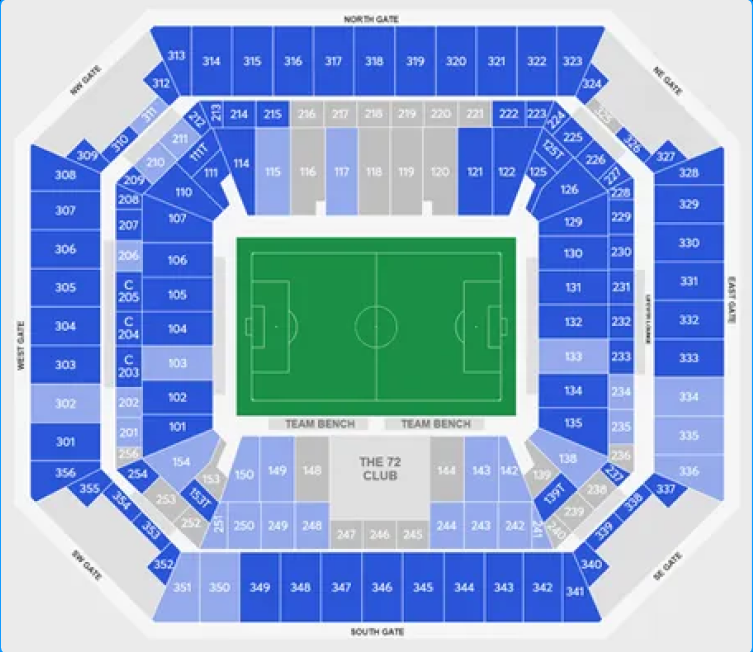 NORTH GATE
313 314 315 316 317 318 319 320 321 322 323
312 324
NW GATE
NE GATE
311 212 213 214 215 216 217 218 219 220 221 222 223 224 325
310 211 225 326
309 210 111T 114 115 116 117 118 119 120 121 122 125T 226 327
308 209 111 125 227 328
208 110 126 228
307 207 107 129 229 329
306 206 106 130 230 330
305 C 205 105 131 231 331
304 C 204 104 132 232 332
303 C 203 103 133 233 333
302 202 102 134 234 334
301 201 101 135 235 335
WEST GATE
EAST GATE
TEAM BENCH TEAM BENCH
356 256 154 150 149 148 THE 72 CLUB 144 143 142 138 236 336
355 254 153 139 237 337
354 253 153T 139T 238 338
353 252 251 250 249 248 247 246 245 244 243 242 241 240 239 339
352 340
351 350 349 348 347 346 345 344 343 342 341
SW GATE
SE GATE
SOUTH GATE